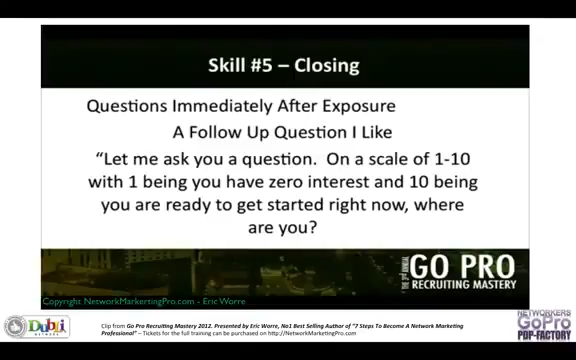 Skill #5 – Closing
Questions Immediately After Exposure
A Follow Up Question I Like
“Let me ask you a question. On a scale of 1-10
with 1 being you have zero interest and 10 being
you are ready to get started right now, where
are you?
GO PRO
RECRUITING MASTERY
Copyright NetworkMarketingPro.com - Eric Worre
Dubli
NETWORK
Clip from Go Pro Recruiting Mastery 2012. Presented by Eric Worre, No1 Best Selling Author of "7 Steps To Become A Network Marketing
Professional" – Tickets for the full training can be purchased on http://NetworkMarketingPro.com
NETWORKERS
GoPro
PDF-FACTORY